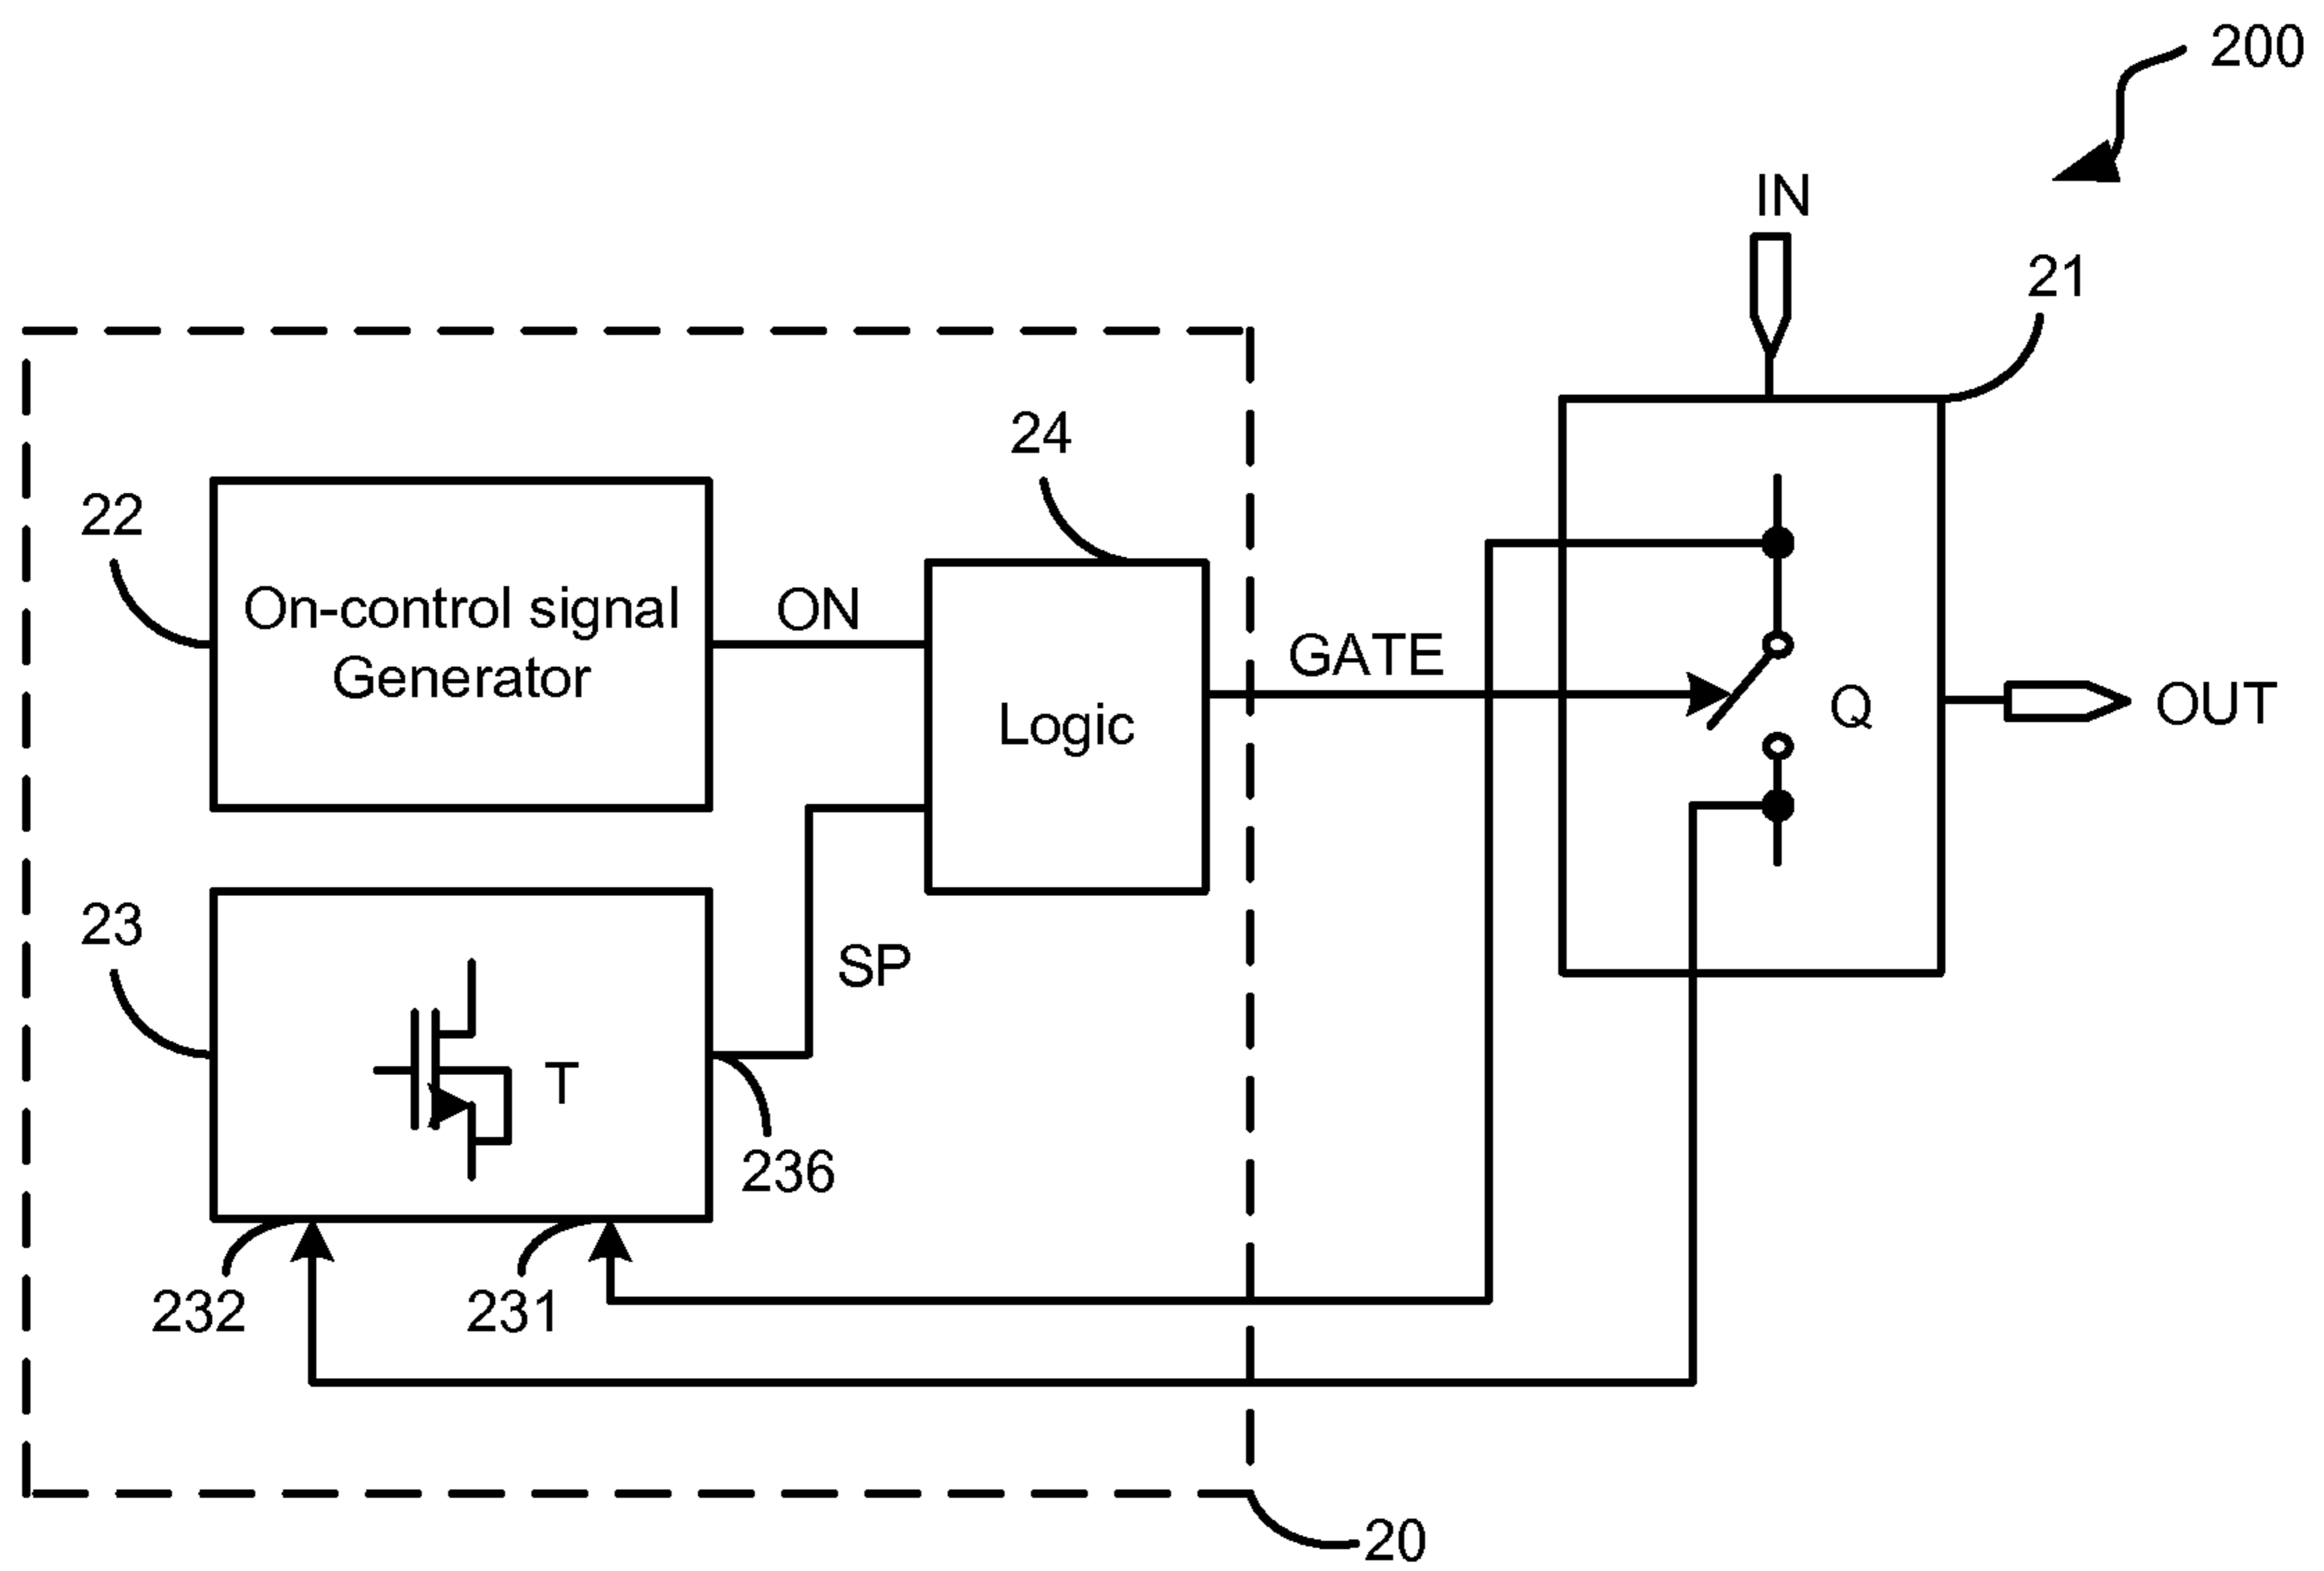 200
IN
21
24
22
On-control signal
Generator
ON
GATE
Logic
Q
OUT
23
SP
T
236
232
231
20